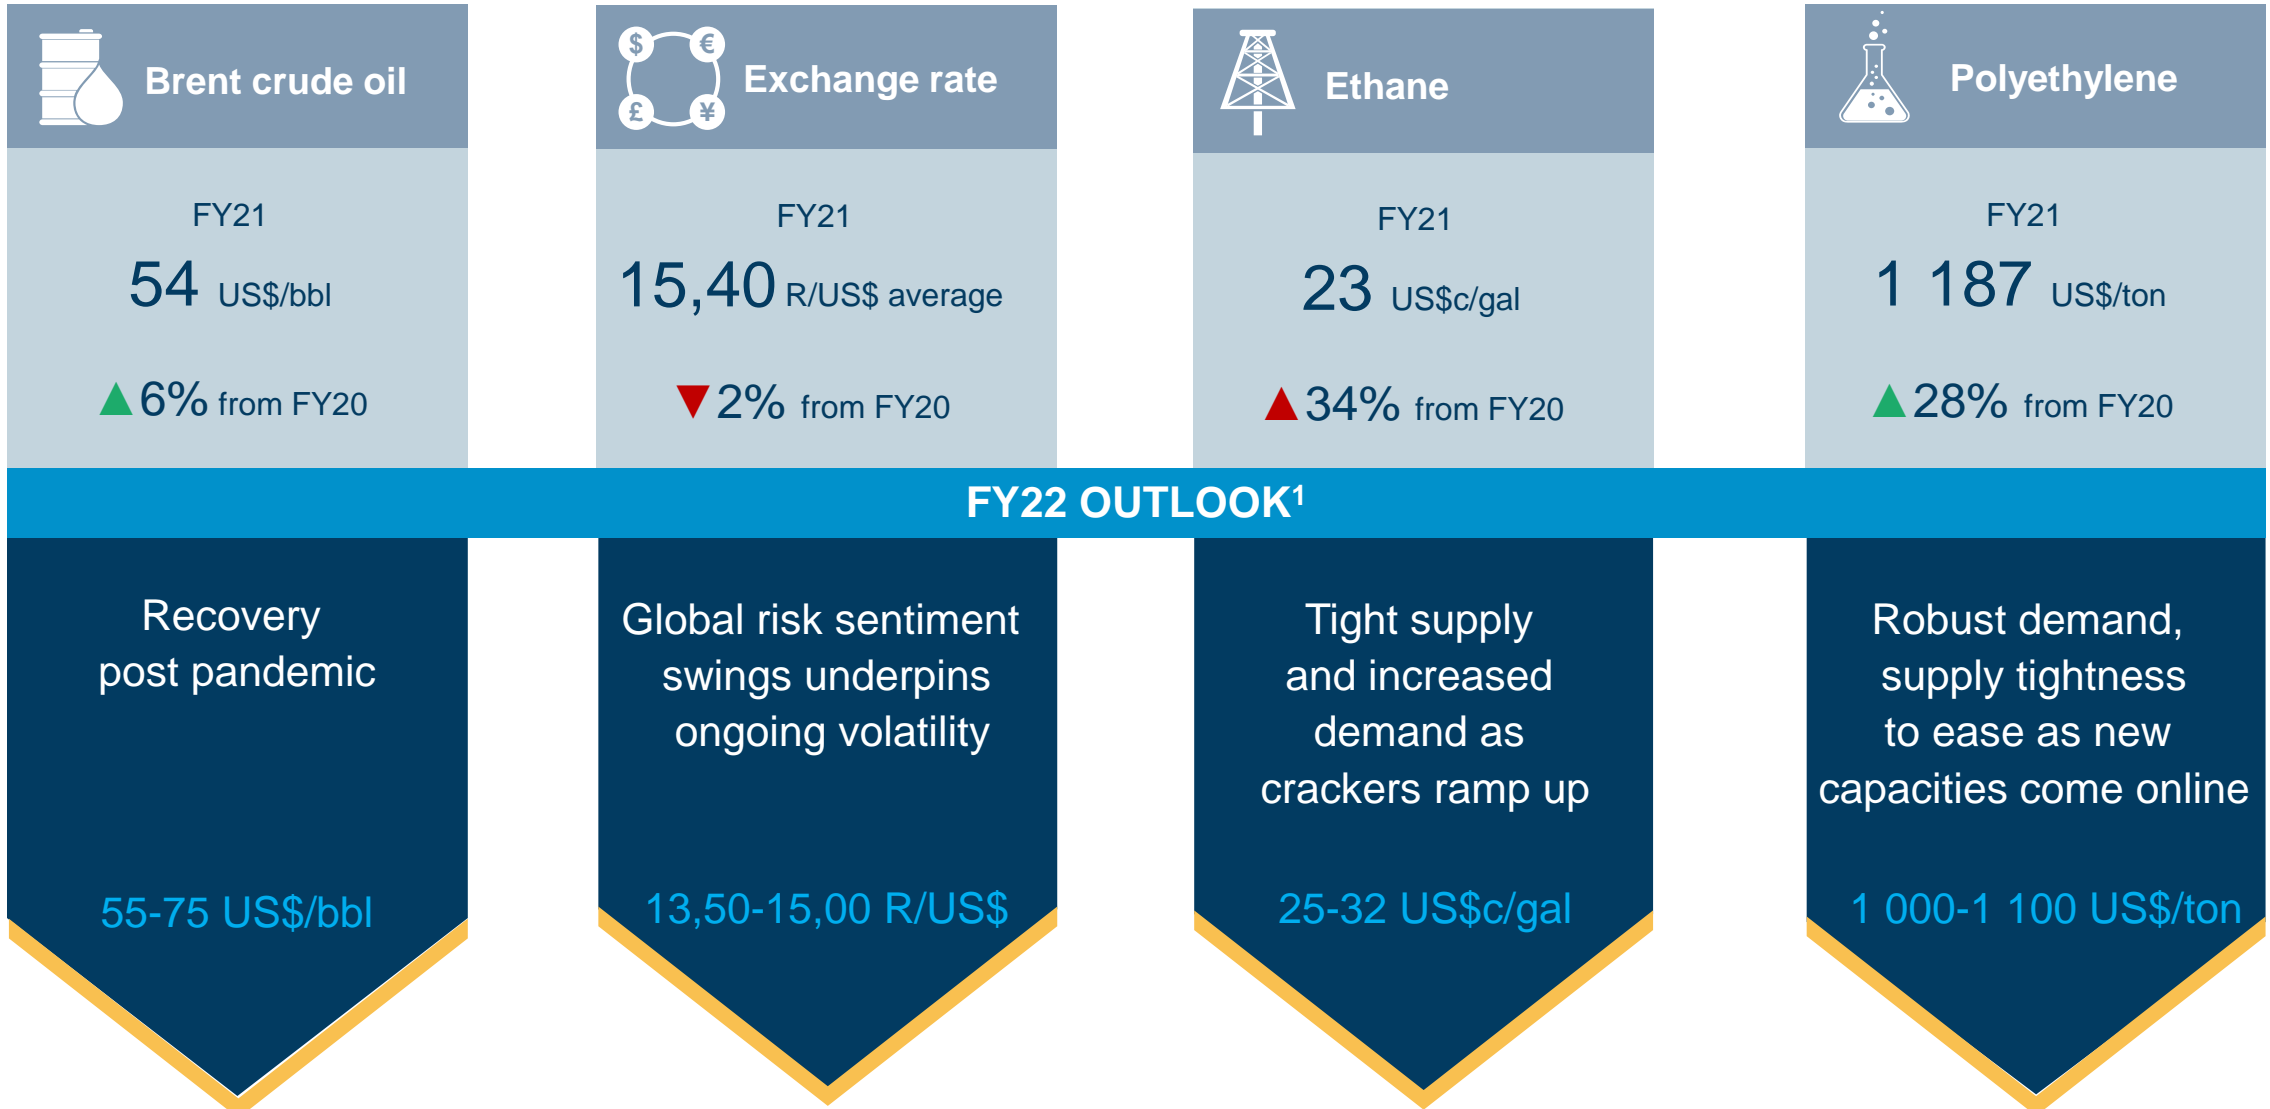 Brent crude oil
FY21
54 US$/bbl
▲6% from FY20
$ €
£ ¥
Exchange rate
FY21
15,40 R/US$ average
▼2% from FY20
Ethane
FY21
23 US$c/gal
▲34% from FY20
Polyethylene
FY21
1 187 US$/ton
▲28% from FY20
FY22 OUTLOOK¹
Recovery
post pandemic
55-75 US$/bbl
Global risk sentiment
swings underpins
ongoing volatility
13,50-15,00 R/US$
Tight supply
and increased
demand as
crackers ramp up
25-32 US$c/gal
Robust demand,
supply tightness
to ease as new
capacities come online
1 000-1 100 US$/ton